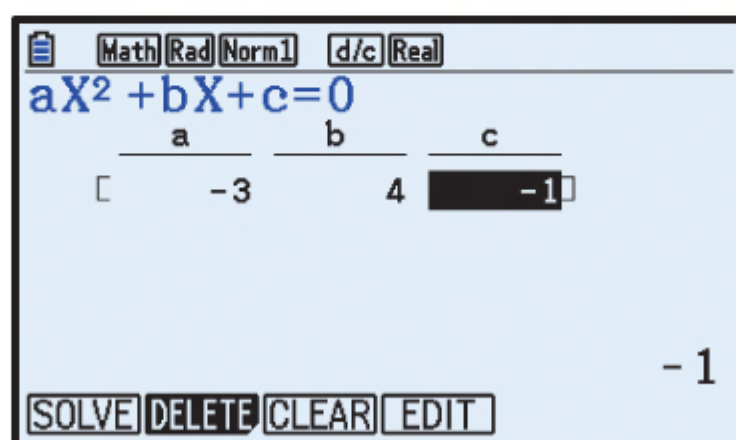 Math Rad Norm1 d/c Real
aX² +bX+c=0
a b c
[ -3 4 -1 ]
-1
SOLVE DELETE CLEAR EDIT